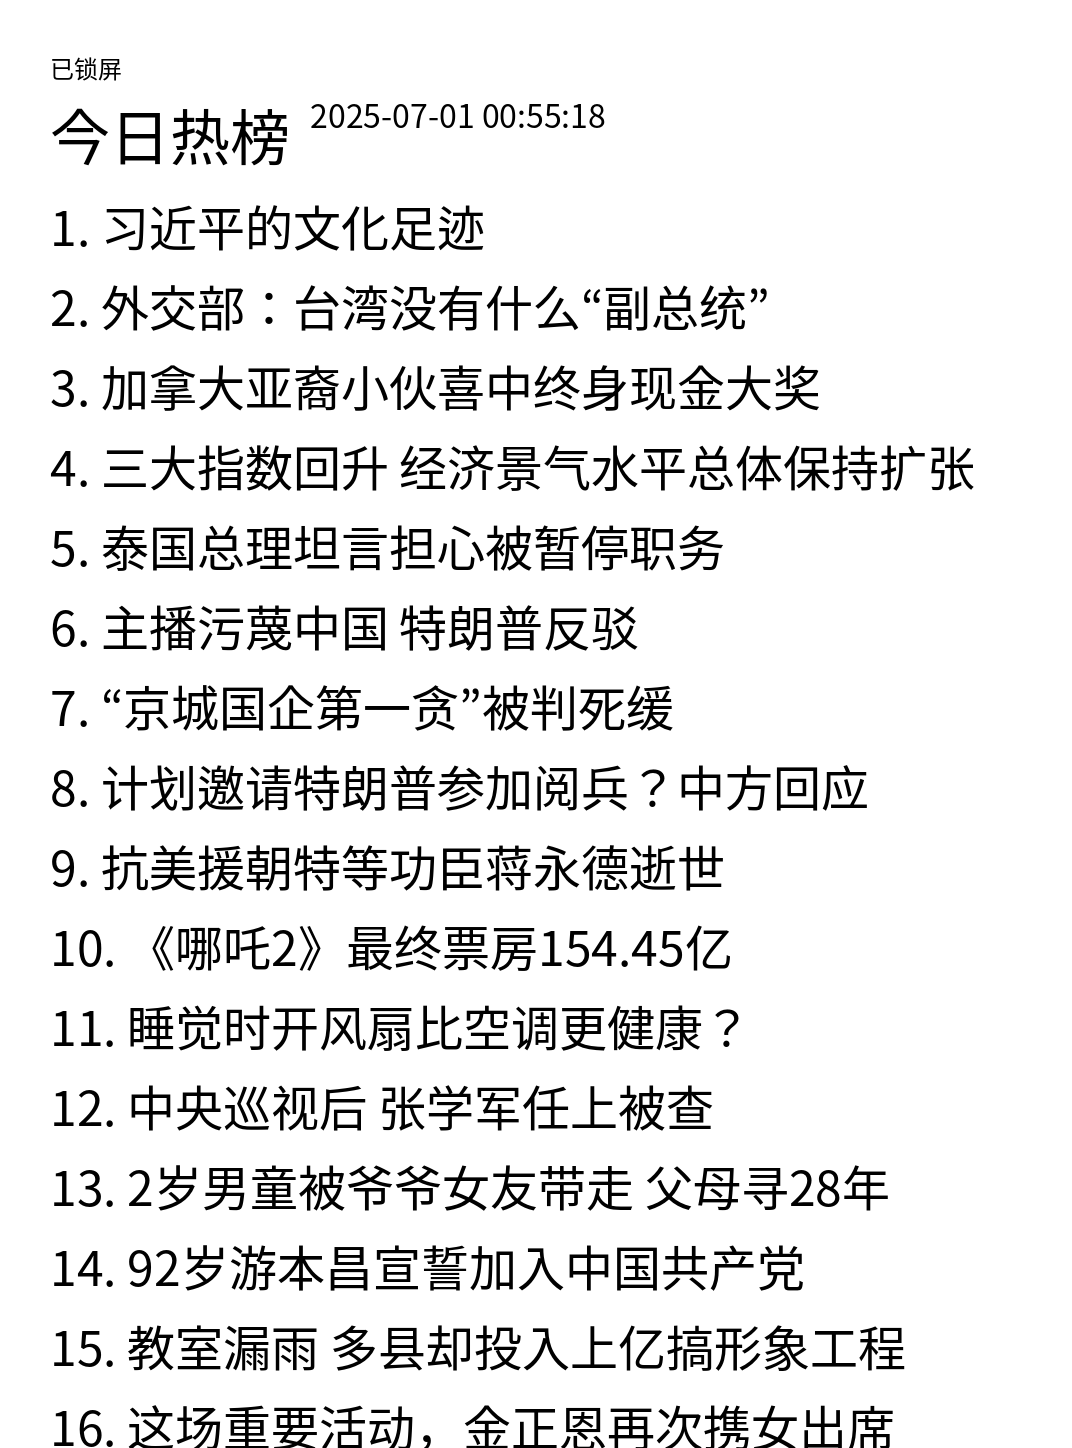 已锁屏
今日热榜 2025-07-01 00:55:18
1. 习近平的文化足迹
2. 外交部：台湾没有什么“副总统”
3. 加拿大亚裔小伙喜中终身现金大奖
4. 三大指数回升 经济景气水平总体保持扩张
5. 泰国总理坦言担心被暂停职务
6. 主播污蔑中国 特朗普反驳
7. “京城国企第一贪”被判死缓
8. 计划邀请特朗普参加阅兵？中方回应
9. 抗美援朝特等功臣蒋永德逝世
10. 《哪吒2》最终票房154.45亿
11. 睡觉时开风扇比空调更健康？
12. 中央巡视后 张学军任上被查
13. 2岁男童被爷爷女友带走 父母寻28年
14. 92岁游本昌宣誓加入中国共产党
15. 教室漏雨 多县却投入上亿搞形象工程
16. 这场重要活动，金正恩再次携女出席